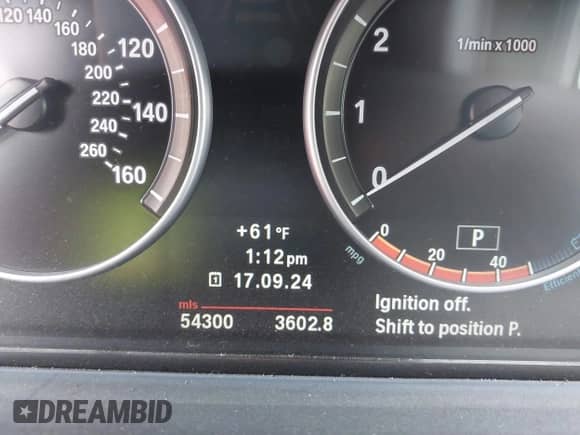 120 140
160
180
200
220
240
260
120
140
160
2
1
0
1/min x 1000
+61°F
1:12 pm
1 17.09.24
mls
54300 3602.8
mpg
0
20
40
P
Efficien
Ignition off.
Shift to position P.
DREAMBID